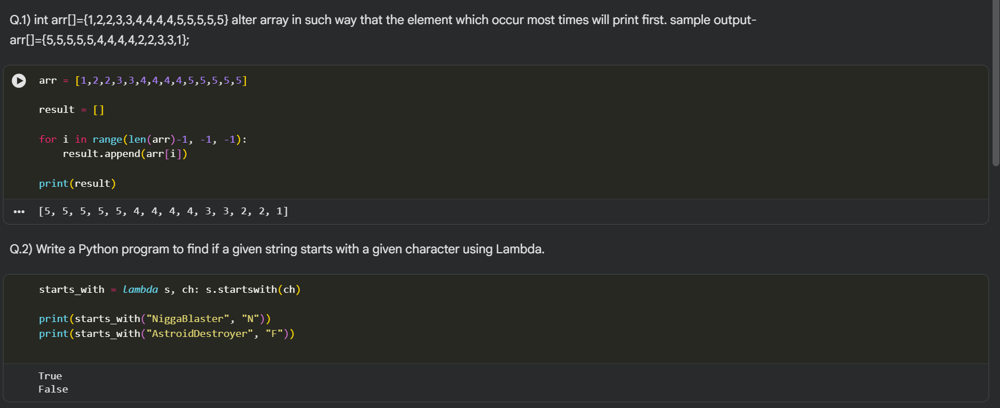 Q.1) int arr[]={1,2,2,3,3,4,4,4,4,5,5,5,5,5} alter array in such way that the element which occur most times will print first. sample output-
arr[]={5,5,5,5,5,4,4,4,4,2,2,3,3,1};
arr = [1,2,2,3,3,4,4,4,4,5,5,5,5,5]
result = []
for i in range(len(arr)-1, -1, -1):
    result.append(arr[i])
print(result)
[5, 5, 5, 5, 5, 4, 4, 4, 4, 3, 3, 2, 2, 1]
Q.2) Write a Python program to find if a given string starts with a given character using Lambda.
starts_with = lambda s, ch: s.startswith(ch)
print(starts_with("NiggaBlaster", "N"))
print(starts_with("AstroidDestroyer", "F"))
True
False